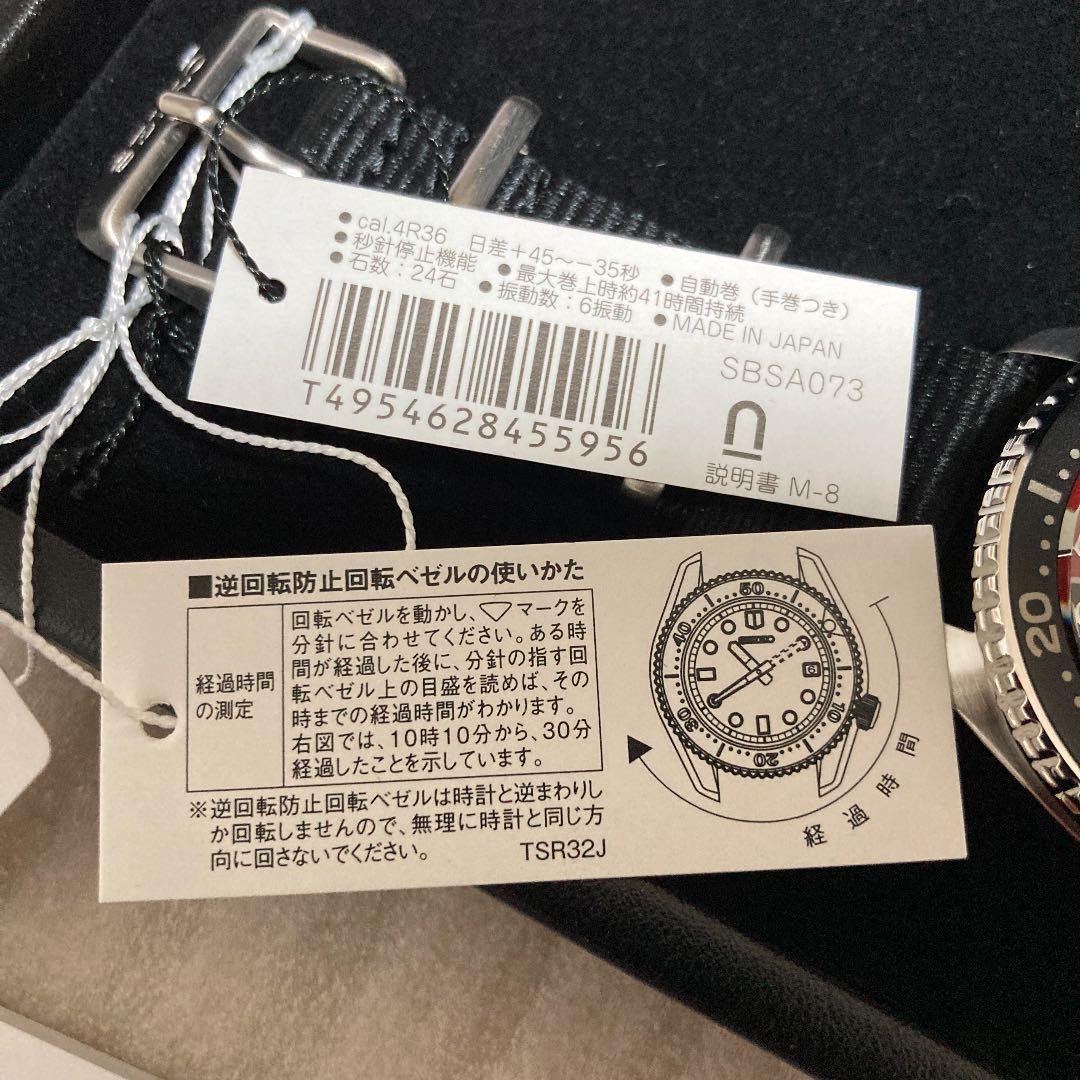 ● cal.4R36 日差＋45～－35秒 ● 自動巻（手巻つき）
● 秒針停止機能 ● 最大巻上時約41時間持続
● 石数：24石 ● 振動数：6振動 ● MADE IN JAPAN
T4954628455956
SBSA073
説明書 M-8
■逆回転防止回転ベゼルの使いかた
経過時間
の測定
回転ベゼルを動かし、▽マークを
分針に合わせてください。ある時
間が経過した後に、分針の指す回
転ベゼル上の目盛を読めば、その
時までの経過時間がわかります。
右図では、10時10分から、30分
経過したことを示しています。
※逆回転防止回転ベゼルは時計と逆まわりし
か回転しませんので、無理に時計と同じ方
向に回さないでください。
TSR32J
50
40
30
20
10
6
経過時間
20